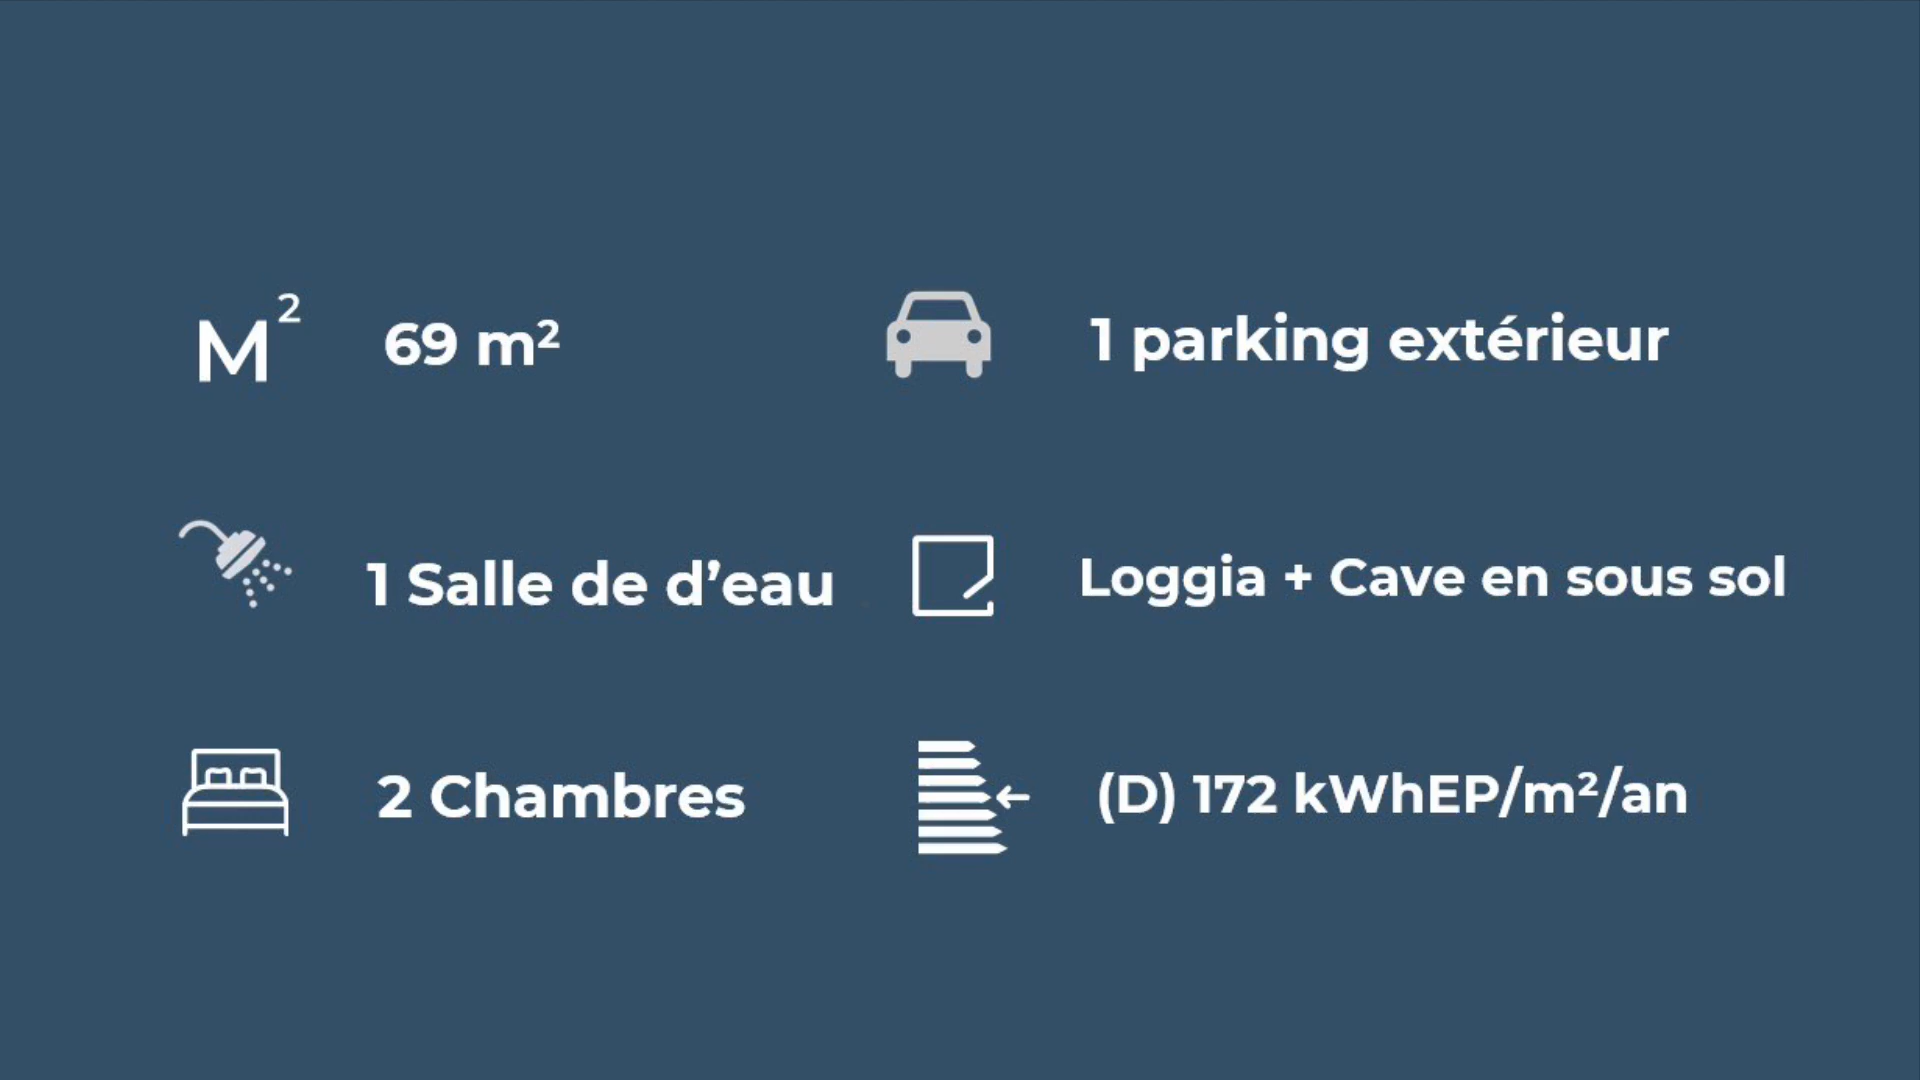 M²
69 m²
1 parking extérieur
1 Salle de d’eau
Loggia + Cave en sous sol
2 Chambres
(D) 172 kWhEP/m²/an